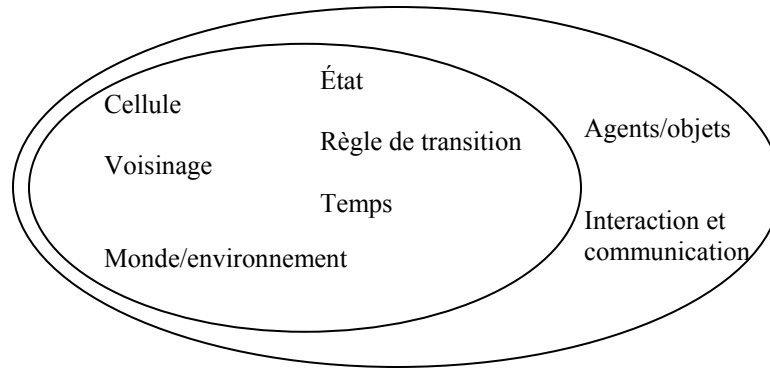 Cellule
Voisinage
Monde/environnement
État
Règle de transition
Temps
Agents/objets
Interaction et
communication